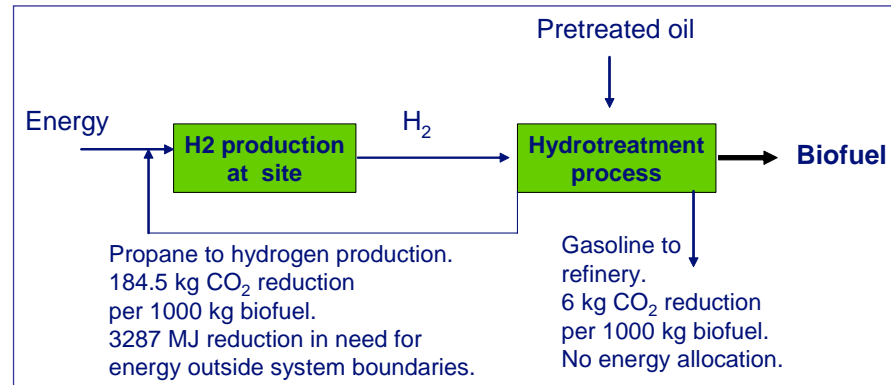 Pretreated oil
Energy
H2 production
at site
H2
Hydrotreatment
process
Biofuel
Propane to hydrogen production.
184.5 kg CO2 reduction
per 1000 kg biofuel.
3287 MJ reduction in need for
energy outside system boundaries.
Gasoline to
refinery.
6 kg CO2 reduction
per 1000 kg biofuel.
No energy allocation.